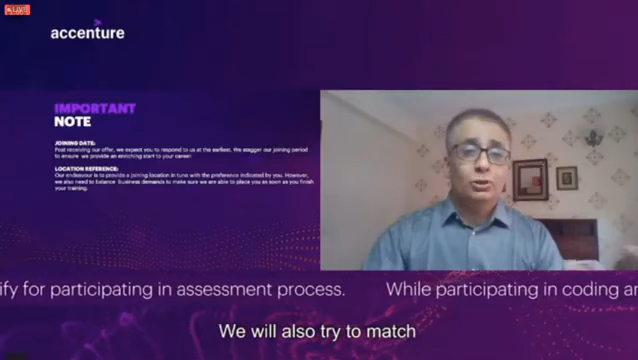 LIVE
accenture
IMPORTANT
NOTE
JOINING DATE:
Post receiving our offer, we expect you to respond to us at the earliest. We stagger our joining period
to ensure we provide an enriching start to your career
LOCATION REFERENCE:
Our endeavour is to provide a joining location in tune with the preference indicated by you. However,
we also need to balance business demands to make sure we are able to place you as soon as you finish
your training.
ify for participating in assessment process. While participating in coding an
We will also try to match